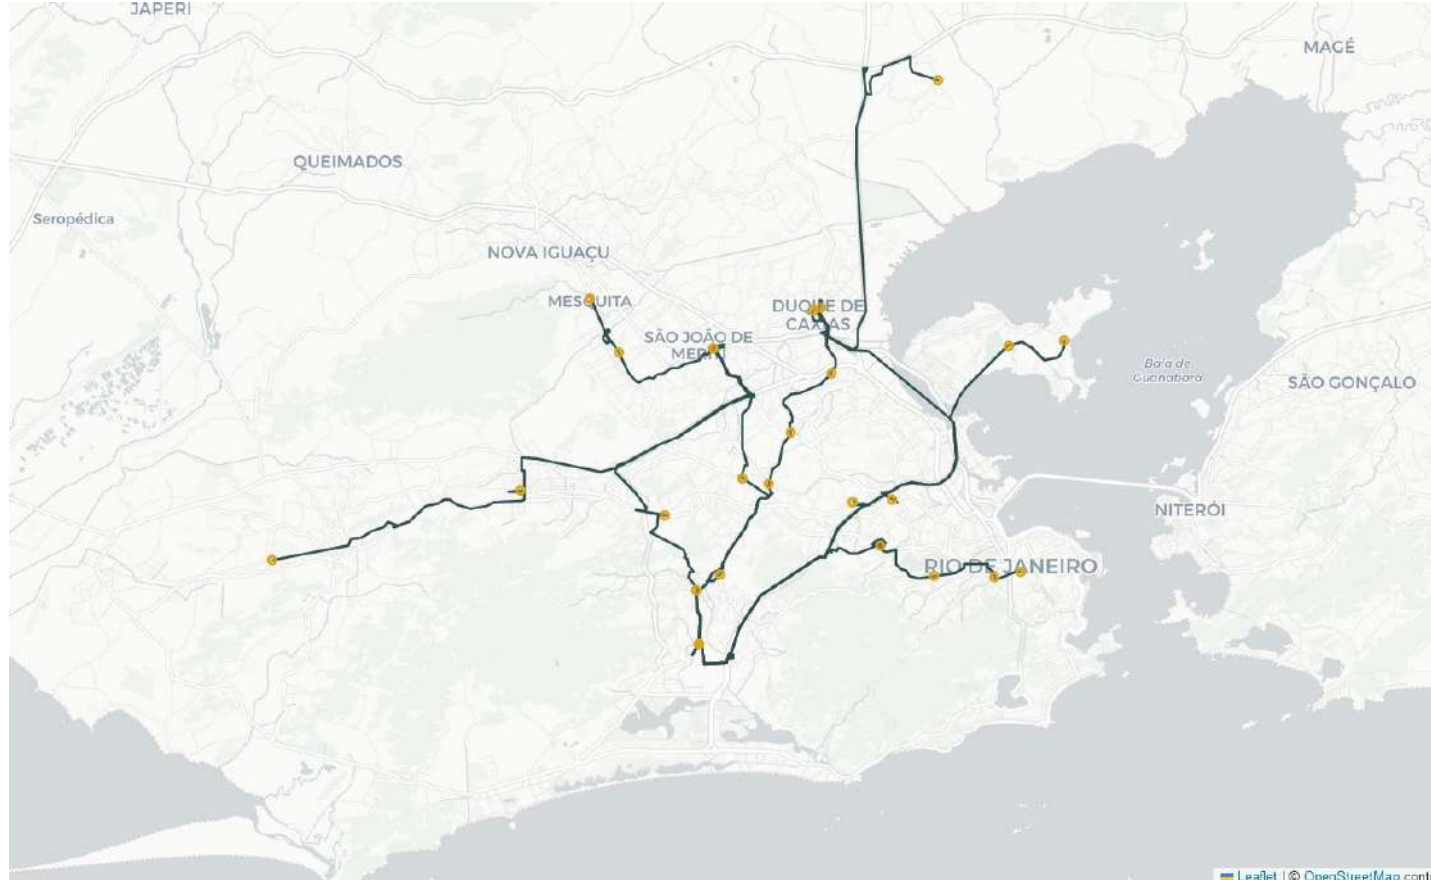 JAPERI
MAGÉ
QUEIMADOS
Seropédica
NOVA IGUAÇU
MESQUITA
DUQUE DE
CAXIAS
SÃO JOÃO DE
MERITI
Baía de
Guanabara
SÃO GONÇALO
NITERÓI
RIO DE JANEIRO
Leaflet | © OpenStreetMap cont